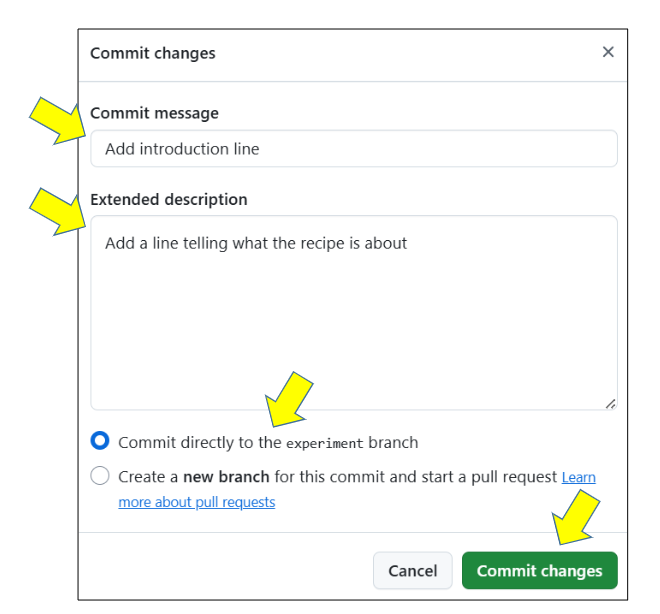 Commit changes
Commit message
Add introduction line
Extended description
Add a line telling what the recipe is about
Commit directly to the experiment branch
Create a new branch for this commit and start a pull request Learn
more about pull requests
Cancel
Commit changes